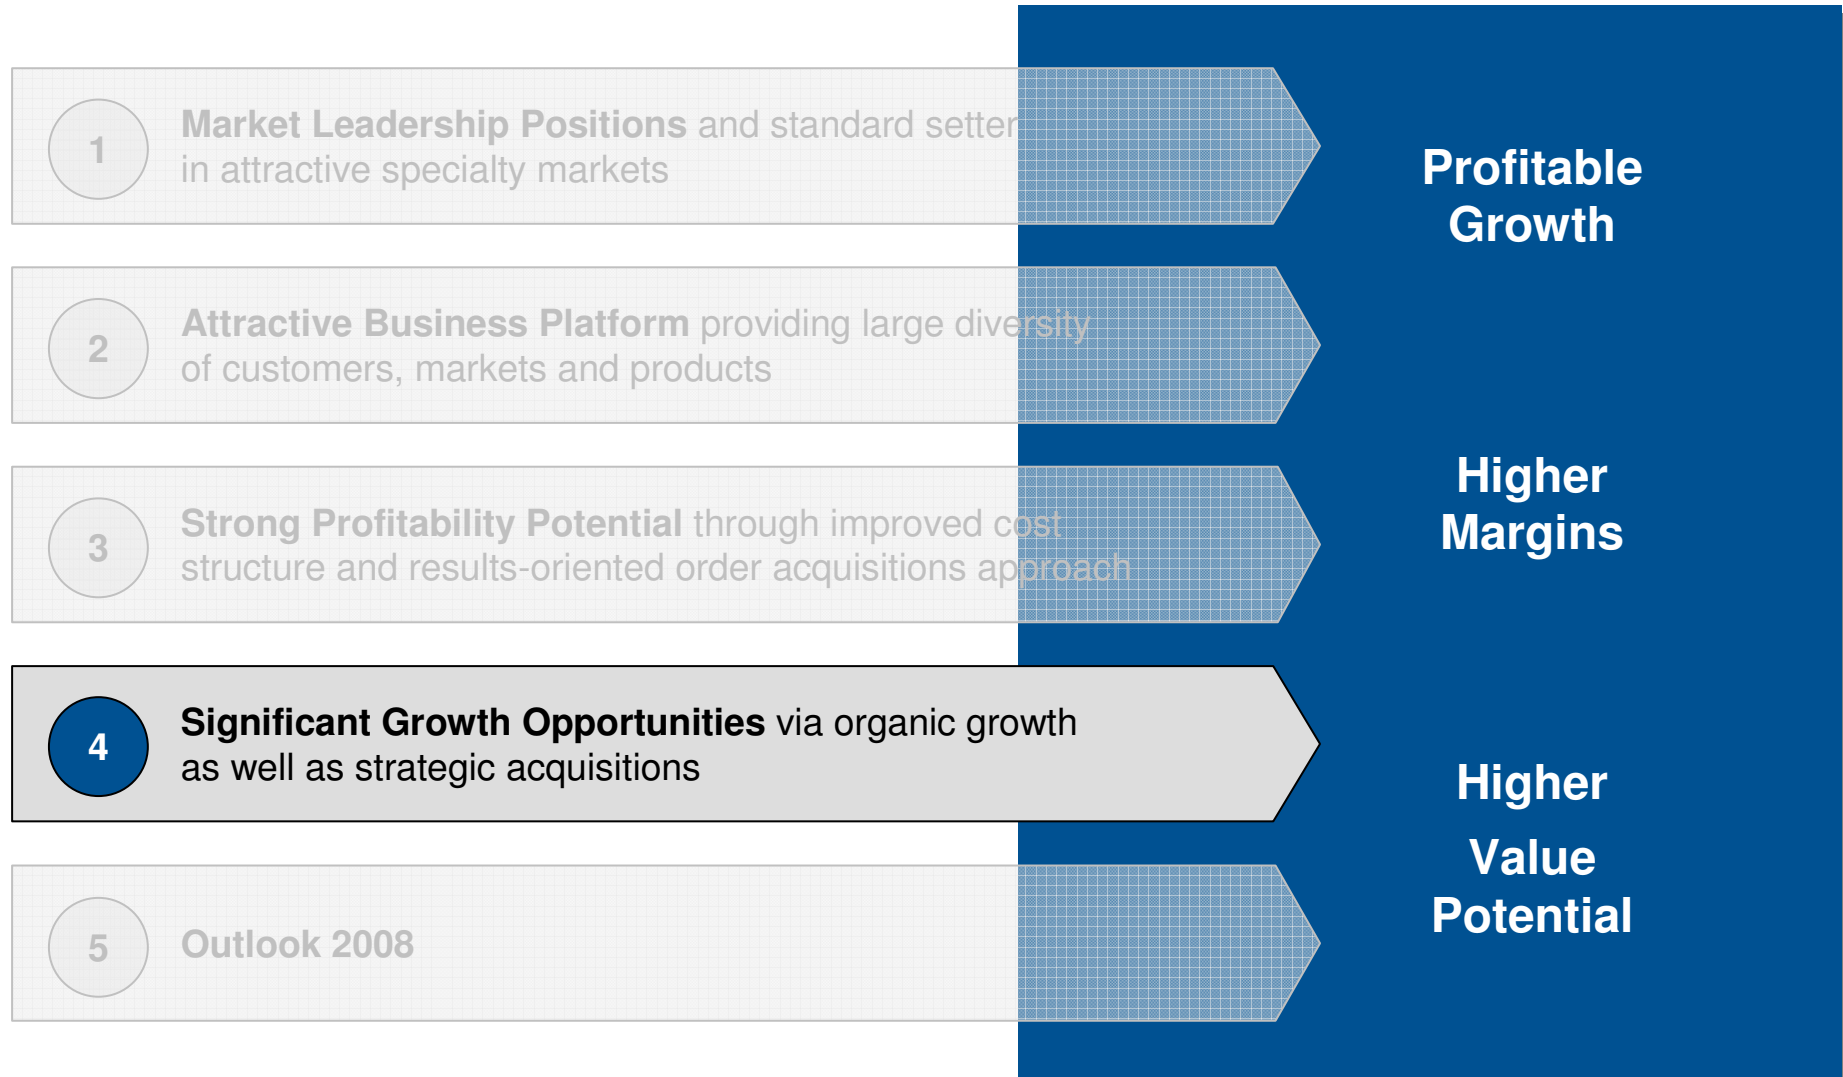 1
Market Leadership Positions and standard setter
in attractive specialty markets
2
Attractive Business Platform providing large diversity
of customers, markets and products
3
Strong Profitability Potential through improved cost
structure and results-oriented order acquisitions approach
4
Significant Growth Opportunities via organic growth
as well as strategic acquisitions
5
Outlook 2008
Profitable
Growth
Higher
Margins
Higher
Value
Potential